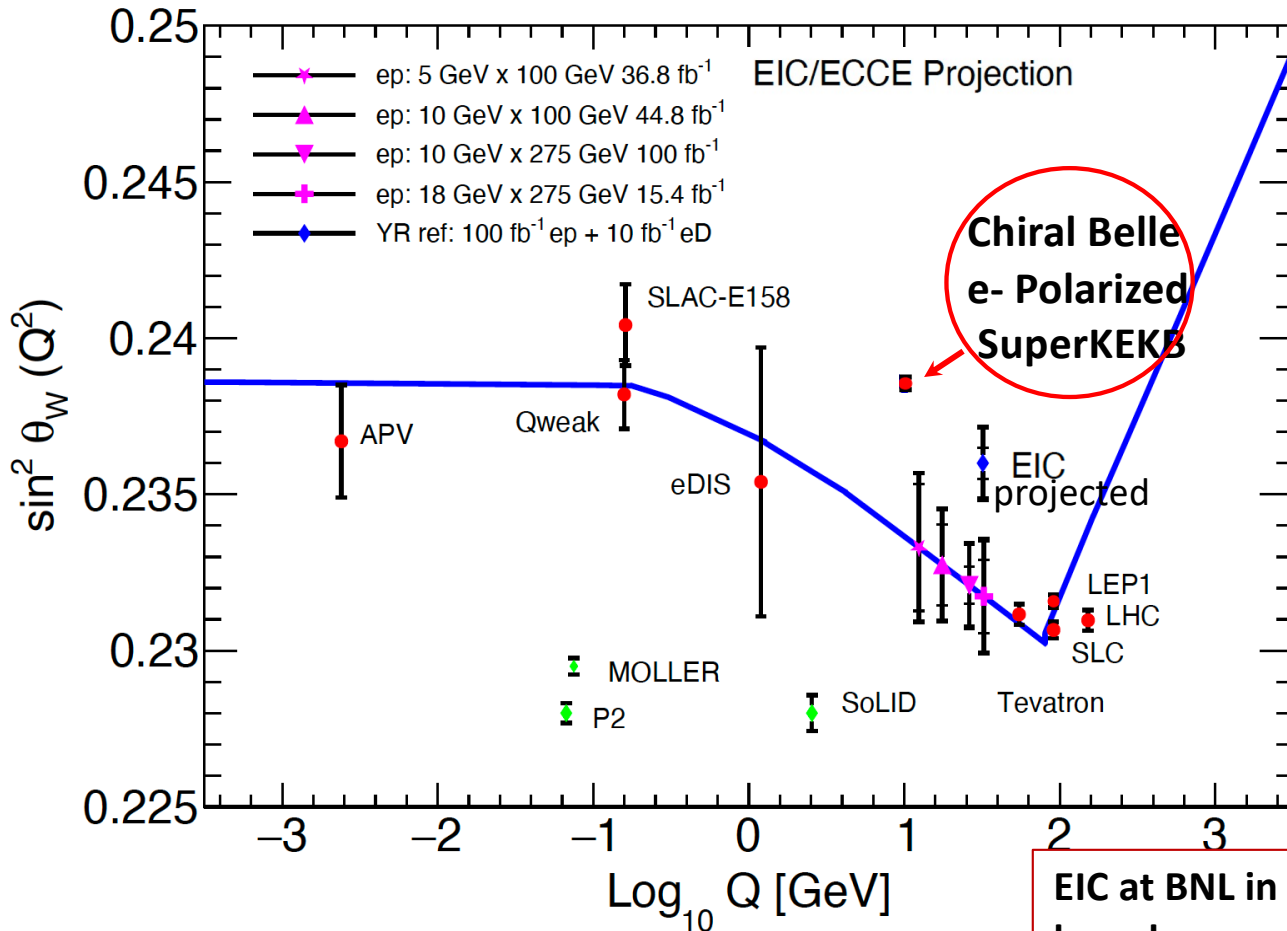 0.25
0.245
0.24
0.235
0.23
0.225
sin² θ_W (Q²)
ep: 5 GeV x 100 GeV 36.8 fb⁻¹
ep: 10 GeV x 100 GeV 44.8 fb⁻¹
ep: 10 GeV x 275 GeV 100 fb⁻¹
ep: 18 GeV x 275 GeV 15.4 fb⁻¹
YR ref: 100 fb⁻¹ ep + 10 fb⁻¹ eD
EIC/ECCE Projection
Chiral Belle
e- Polarized
SuperKEKB
SLAC-E158
APV
Qweak
eDIS
EIC
projected
LEP1
LHC
SLC
MOLLER
P2
SoLID
Tevatron
−3 −2 −1 0 1 2 3
Log₁₀ Q [GeV]
EIC at BNL in